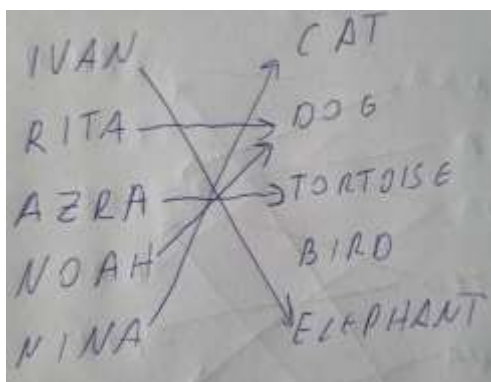 IVAN
RITA
AZRA
NOAH
NINA
CAT
DOG
TORTOISE
BIRD
ELEPHANT